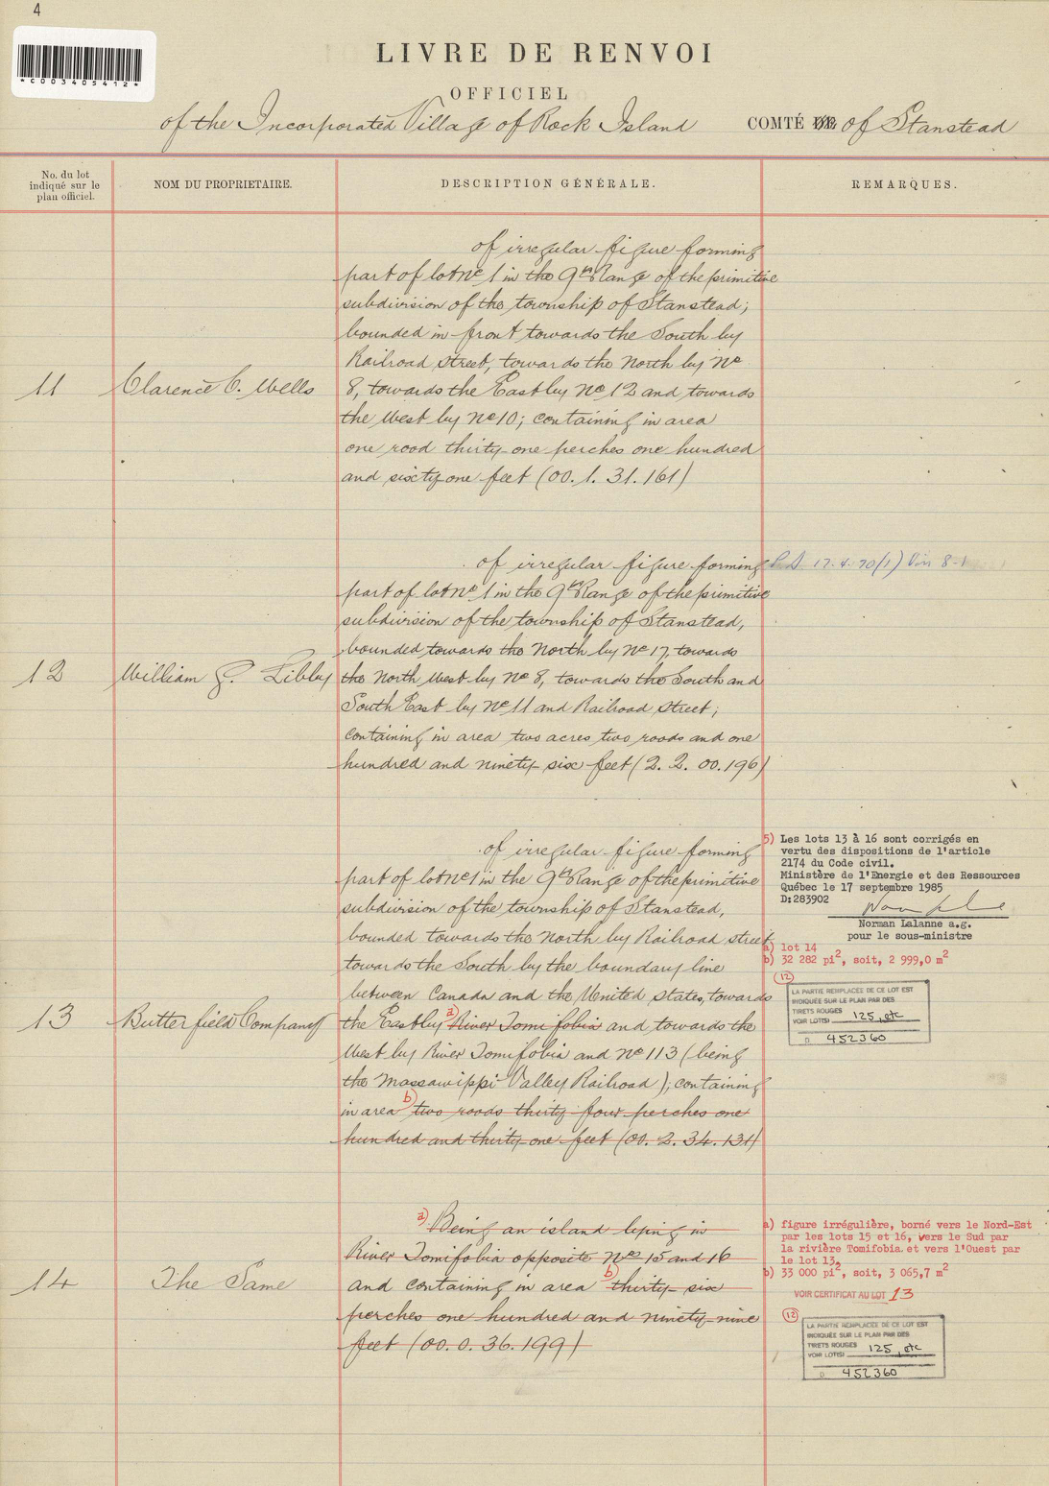 4
*C003405412*
LIVRE DE RENVOI
OFFICIEL
of the Incorporated Village of Rock Island COMTÉ DE of Stanstead
No. du lot
indiqué sur le
plan officiel.
NOM DU PROPRIETAIRE.
DESCRIPTION GÉNÉRALE.
REMARQUES.
of irregular figure forming
part of lot No 1 in the 9th Range of the primitive
subdivision of the township of Stanstead;
bounded in front towards the South by
Railroad Street, towards the North by No
11 Clarence C. Wells 8, towards the East by No 12 and towards
the West by No 10; containing in area
one rood thirty one perches one hundred
and sixty one feet (00. 1. 31. 161)
of irregular figure forming
part of lot No 1 in the 9th Range of the primitive
subdivision of the township of Stanstead,
bounded towards the North by No 17, towards
12 William G. Libby the North West by No 8, towards the South and
South East by No 11 and Railroad Street;
containing in area two acres two roods and one
hundred and ninety six feet (2. 2. 00. 196)
of irregular figure forming
part of lot No 1 in the 9th Range of the primitive
subdivision of the township of Stanstead,
bounded towards the North by Railroad street
towards the South by the boundary line
between Canada and the United States, towards
13 Butterfield Company the East by a) River Tomifobia and towards the
West by River Tomifobia and No 113 (being
the Massawippi Valley Railroad); containing
in area b) two roods thirty four perches one
hundred and thirty one feet (00. 2. 34. 131)
5) Les lots 13 à 16 sont corrigés en
vertu des dispositions de l'article
2174 du Code civil.
Ministère de l'Energie et des Ressources
Québec le 17 septembre 1985
D:283902
Norman Lalanne a.g.
pour le sous-ministre
a) lot 14
b) 32 282 pi², soit, 2 999,0 m²
(12)
LA PARTIE REMPLACÉE DE CE LOT EST
INDIQUÉE SUR LE PLAN PAR DES
TIRETS ROUGES
VOIR LOT(S) 125, etc
D 452360
a) Being an island lying in
River Tomifobia opposite Nos 15 and 16
14 The Same and containing in area b) thirty six
perches one hundred and ninety nine
feet (00. 0. 36. 199)
a) figure irrégulière, borné vers le Nord-Est
par les lots 15 et 16, vers le Sud par
la rivière Tomifobia et vers l'Ouest par
le lot 13,
b) 33 000 pi², soit, 3 065,7 m²
VOIR CERTIFICAT AU LOT 13
(12)
LA PARTIE REMPLACÉE DE CE LOT EST
INDIQUÉE SUR LE PLAN PAR DES
TIRETS ROUGES
VOIR LOT(S) 125, etc
D 452360